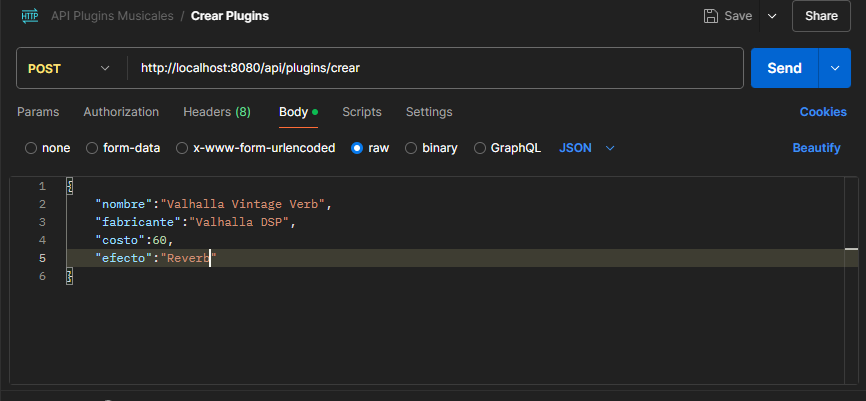 HTTP API Plugins Musicales / Crear Plugins Save Share
POST http://localhost:8080/api/plugins/crear Send
Params Authorization Headers (8) Body Scripts Settings Cookies
none form-data x-www-form-urlencoded raw binary GraphQL JSON Beautify
1 {
2 "nombre":"Valhalla Vintage Verb",
3 "fabricante":"Valhalla DSP",
4 "costo":60,
5 "efecto":"Reverb"
6 }